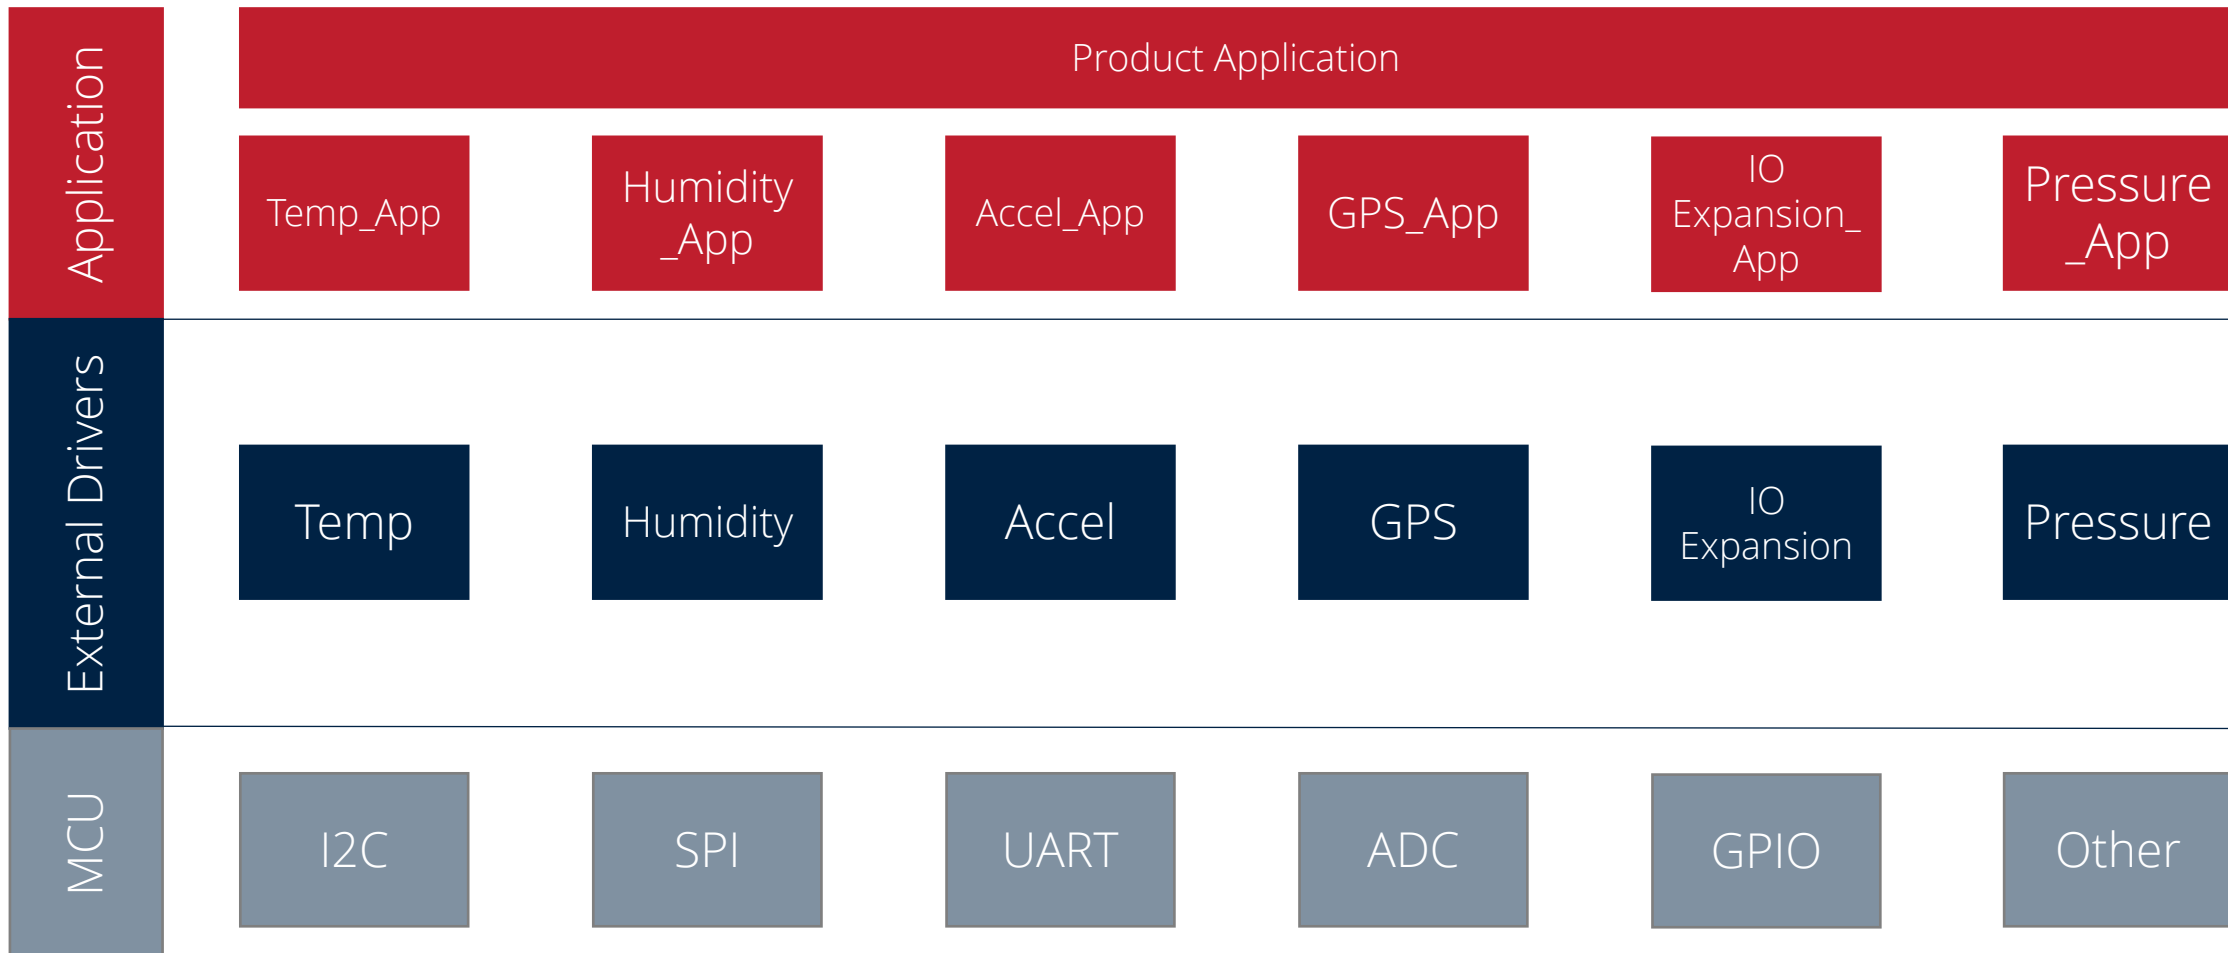 Application
Product Application
Temp_App
Humidity
_App
Accel_App
GPS_App
IO
Expansion_
App
Pressure
_App
External Drivers
Temp
Humidity
Accel
GPS
IO
Expansion
Pressure
MCU
I2C
SPI
UART
ADC
GPIO
Other